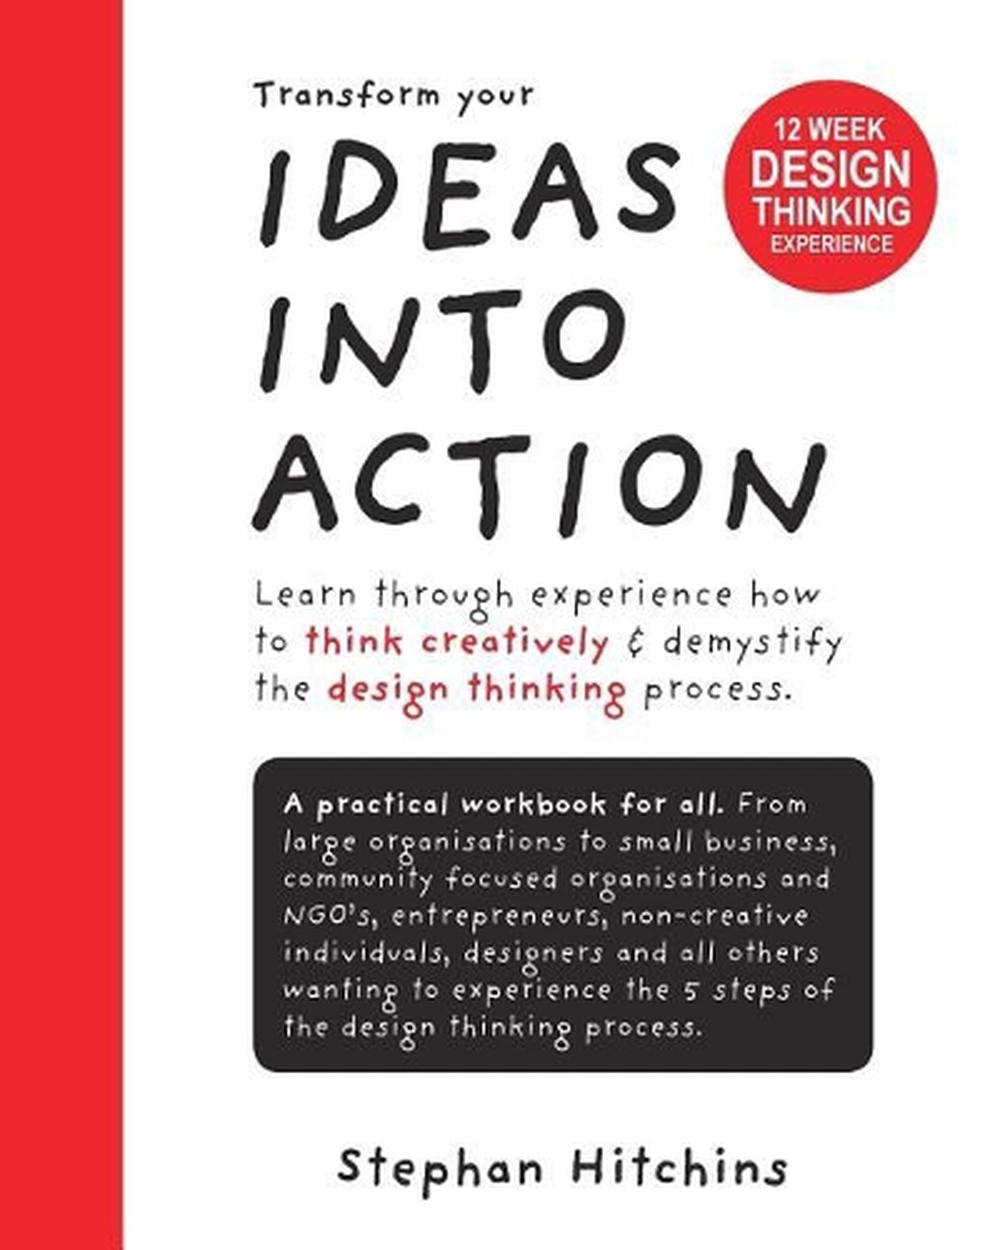 Transform your
IDEAS
INTO
ACTION
12 WEEK
DESIGN
THINKING
EXPERIENCE
Learn through experience how
to think creatively & demystify
the design thinking process.
A practical workbook for all. From
large organisations to small business,
community focused organisations and
NGO's, entrepreneurs, non-creative
individuals, designers and all others
wanting to experience the 5 steps of
the design thinking process.
Stephan Hitchins